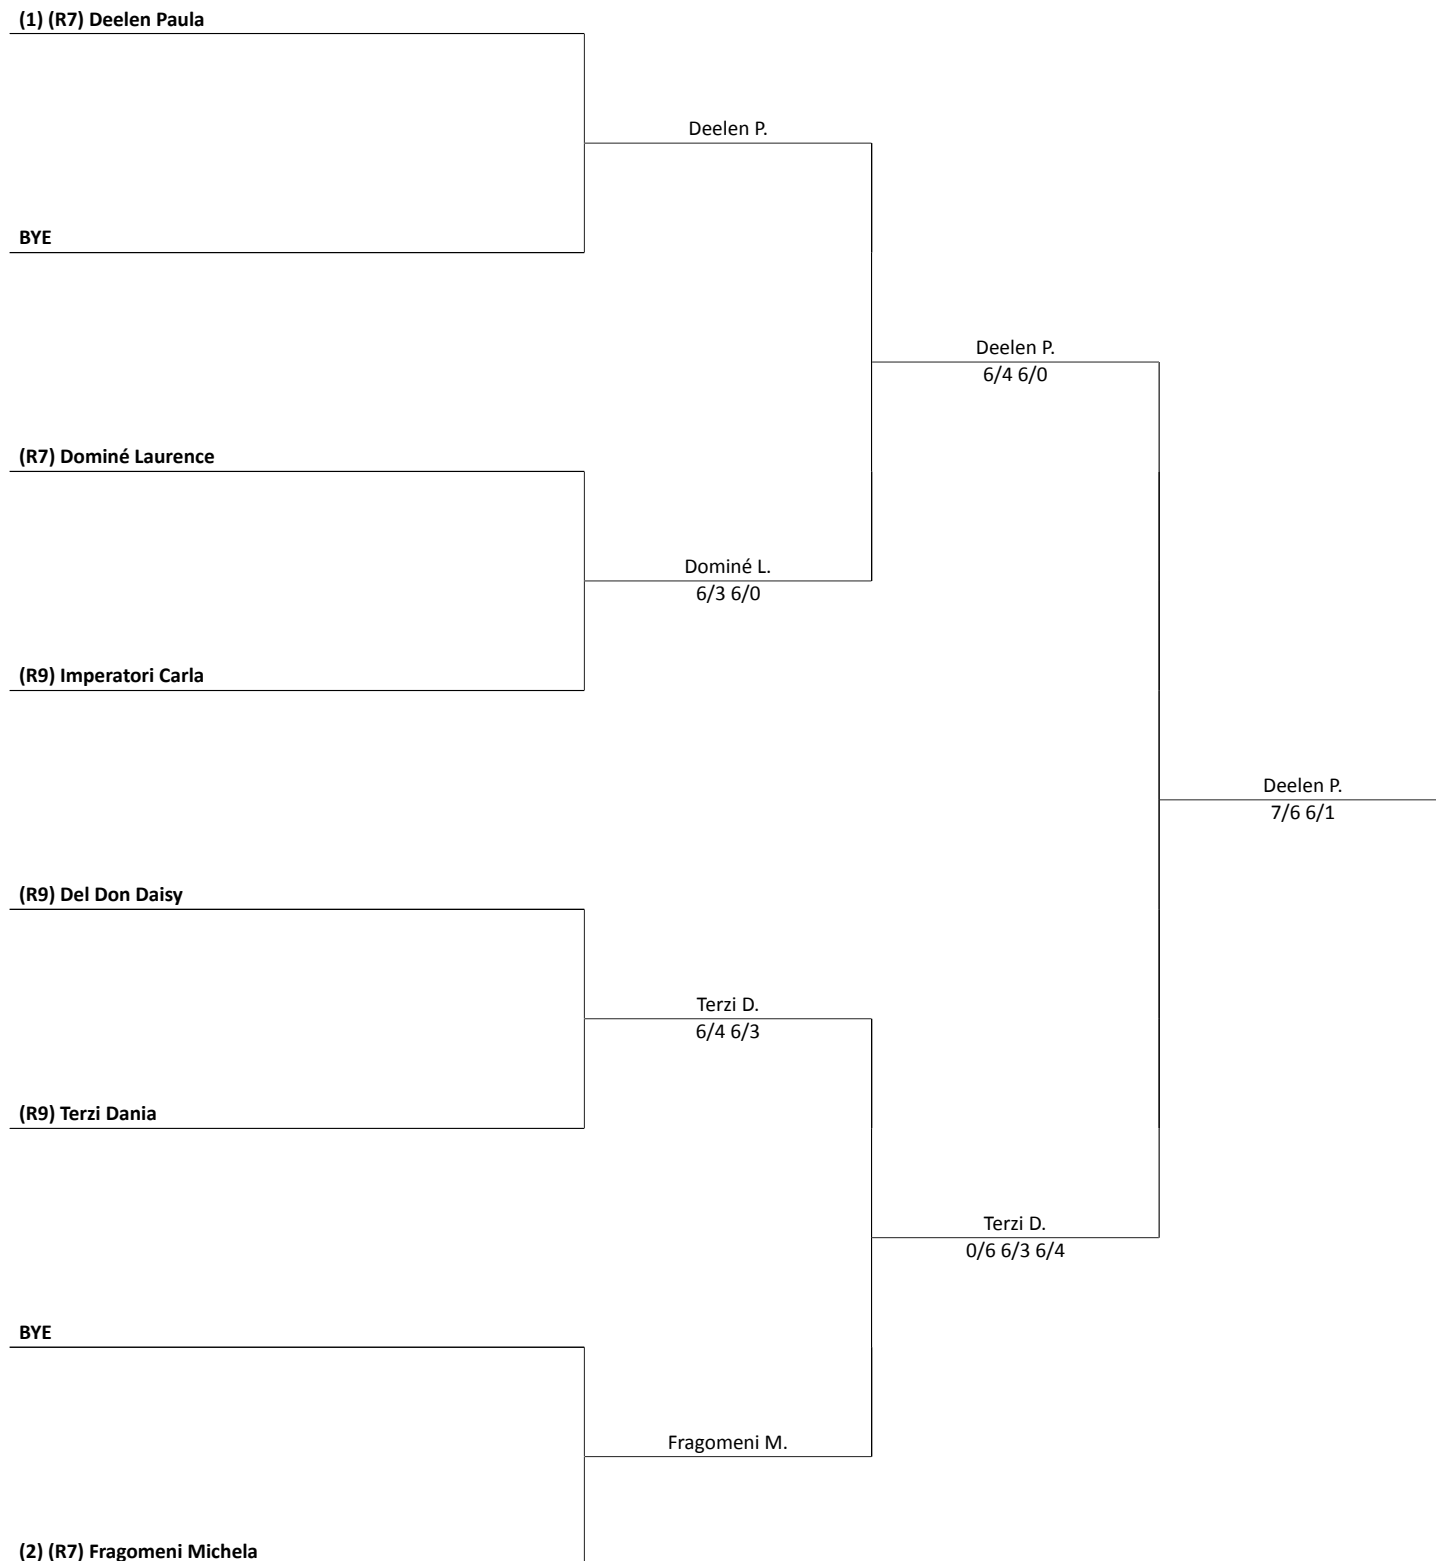 (1) (R7) Deelen Paula
Deelen P.
BYE
Deelen P.
6/4 6/0
(R7) Dominé Laurence
Dominé L.
6/3 6/0
(R9) Imperatori Carla
Deelen P.
7/6 6/1
(R9) Del Don Daisy
Terzi D.
6/4 6/3
(R9) Terzi Dania
Terzi D.
0/6 6/3 6/4
BYE
Fragomeni M.
(2) (R7) Fragomeni Michela